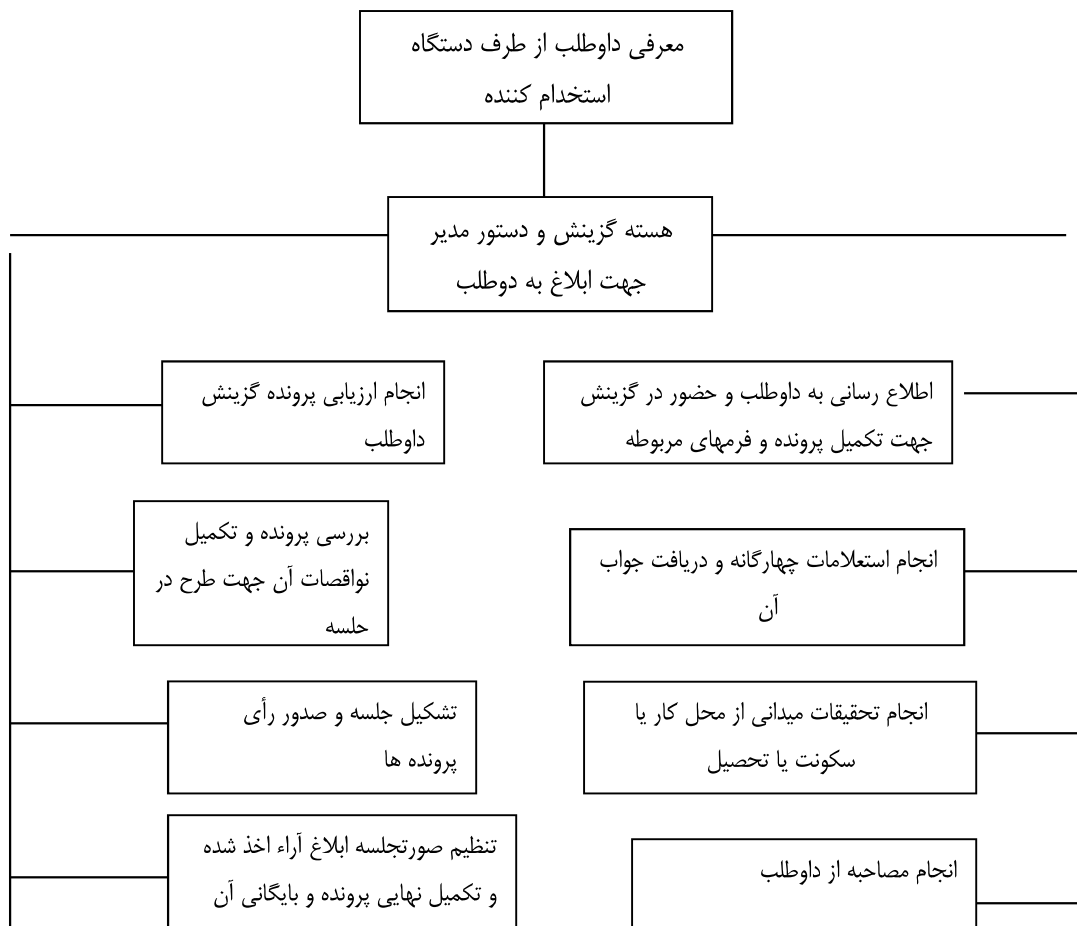 معرفی داوطلب از طرف دستگاه
استخدام کننده
هسته گزینش و دستور مدیر
جهت ابلاغ به دوطلب
اطلاع رسانی به داوطلب و حضور در گزینش
جهت تکمیل پرونده و فرمهای مربوطه
انجام استعلامات چهارگانه و دریافت جواب
آن
انجام تحقیقات میدانی از محل کار یا
سکونت یا تحصیل
انجام مصاحبه از داوطلب
انجام ارزیابی پرونده گزینش
داوطلب
بررسی پرونده و تکمیل
نواقصات آن جهت طرح در
جلسه
تشکیل جلسه و صدور رأی
پرونده ها
تنظیم صورتجلسه ابلاغ آراء اخذ شده
و تکمیل نهایی پرونده و بایگانی آن